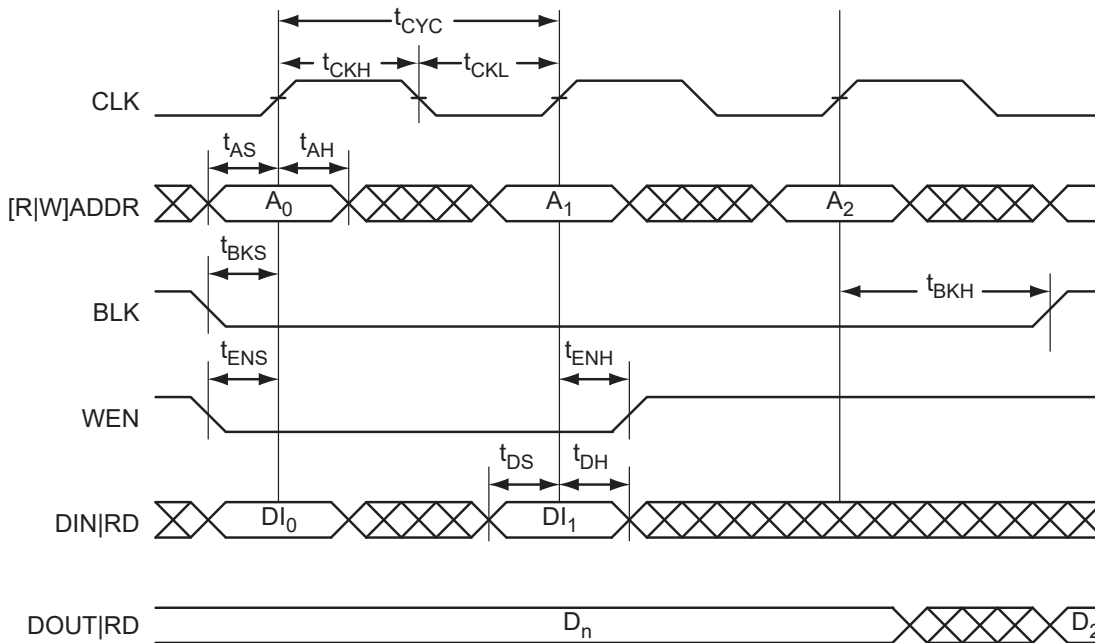 tCYC
tCKH tCKL
CLK
tAS tAH
[R|W]ADDR A0 A1 A2
tBKS
tBKH
BLK
tENS tENH
WEN
tDS tDH
DIN|RD DI0 DI1
DOUT|RD Dn D2